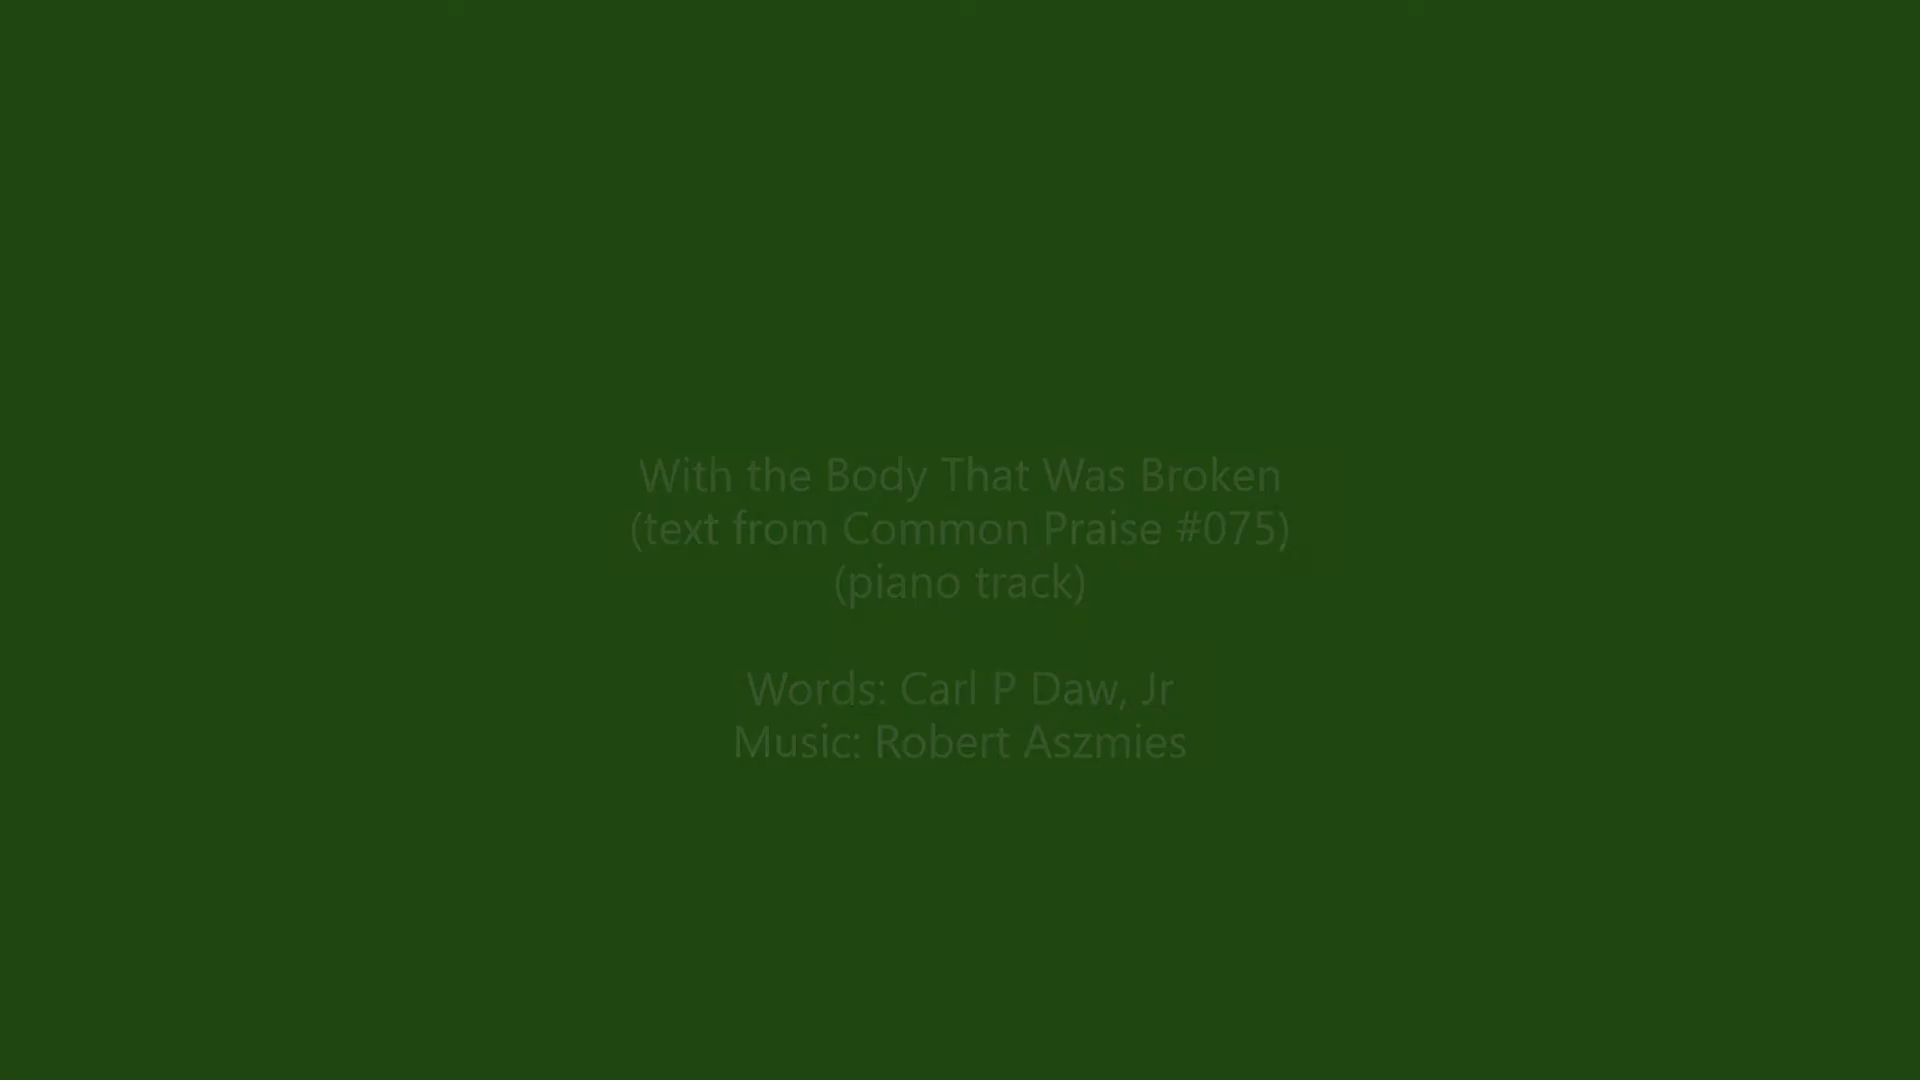 With the Body That Was Broken
(text from Common Praise #075)
(piano track)
Words: Carl P Daw, Jr
Music: Robert Aszmies